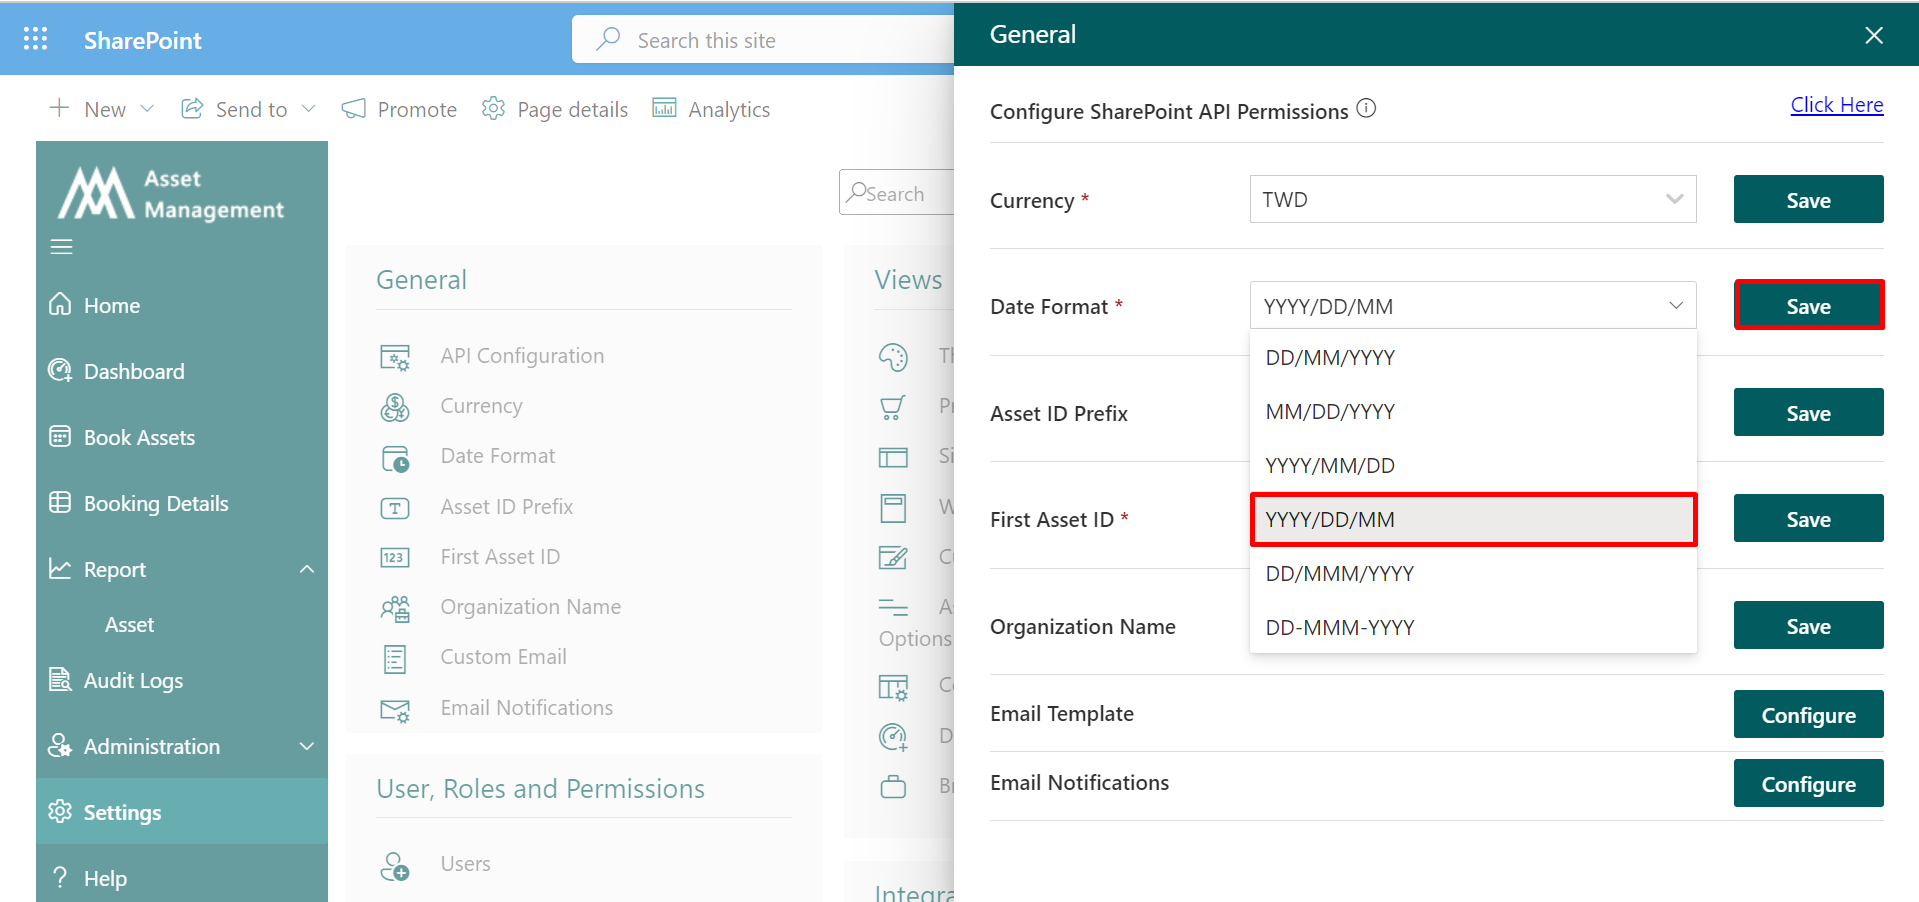 SharePoint
Search this site
New
Send to
Promote
Page details
Analytics
Asset
Management
Home
Dashboard
Book Assets
Booking Details
Report
Asset
Audit Logs
Administration
Settings
? Help
Search
General
API Configuration
Currency
Date Format
T Asset ID Prefix
123 First Asset ID
Organization Name
Custom Email
Email Notifications
User, Roles and Permissions
Users
Views
Options
General
Configure SharePoint API Permissions
Click Here
Currency *
TWD
Save
Date Format *
YYYY/DD/MM
Save
DD/MM/YYYY
MM/DD/YYYY
YYYY/MM/DD
YYYY/DD/MM
DD/MMM/YYYY
DD-MMM-YYYY
Asset ID Prefix
Save
First Asset ID *
Save
Organization Name
Save
Email Template
Configure
Email Notifications
Configure